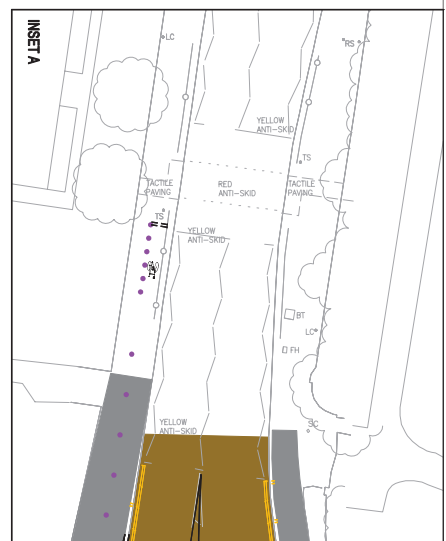 INSET A
LC
RS
YELLOW
ANTI-SKID
TS
TACTILE
PAVING
RED
ANTI-SKID
TACTILE
PAVING
TS
YELLOW
ANTI-SKID
BT
LC
FH
YELLOW
ANTI-SKID
SC